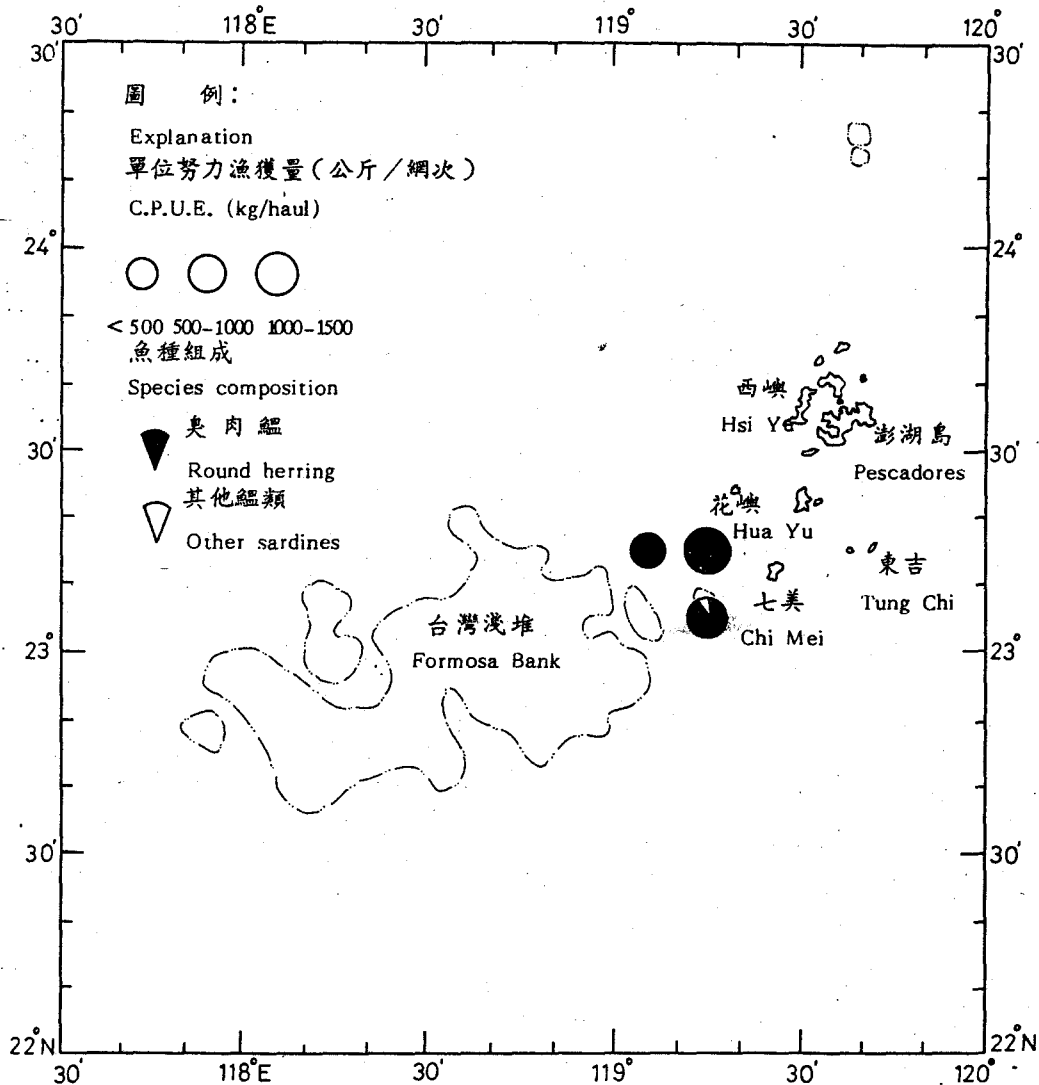 30′ 118°E 30′ 119° 30′ 120°
30′ 30′
圖 例：
Explanation
單位努力漁獲量（公斤／網次）
C.P.U.E. (kg/haul)
24° 24°
< 500 500-1000 1000-1500
魚種組成
Species composition
臭肉鰛
Round herring
其他鰛類
Other sardines
西嶼
Hsi Yu
澎湖島
Pescadores
30′ 30′
花嶼
Hua Yu
東吉
Tung Chi
七美
Chi Mei
台灣淺堆
Formosa Bank
23° 23°
30′ 30′
22°N 22°N
30′ 118°E 30′ 119° 30′ 120°